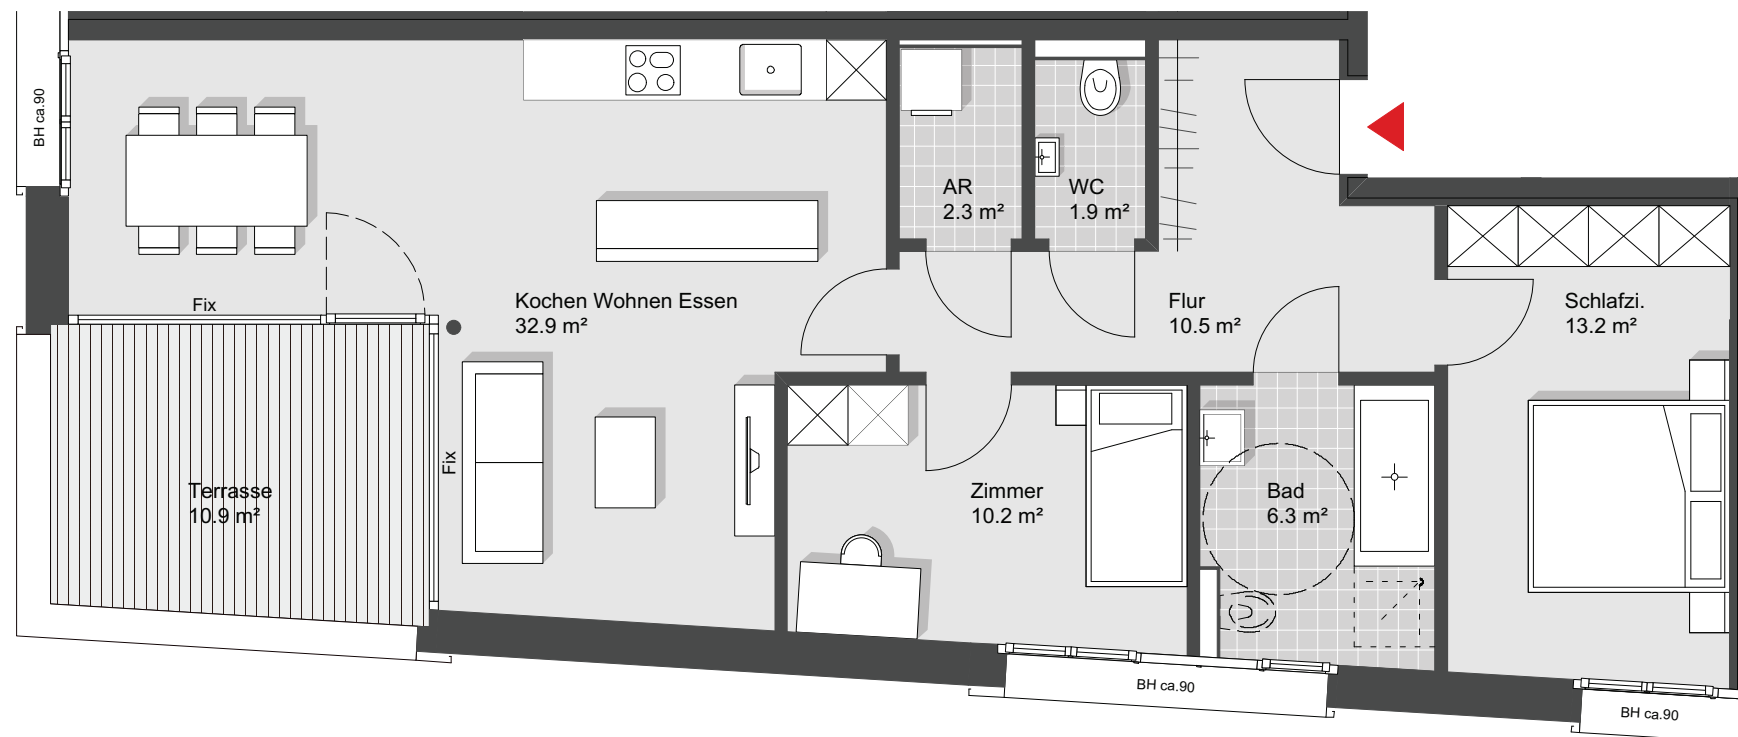 BH ca.90
AR
2.3 m²
WC
1.9 m²
Fix
Kochen Wohnen Essen
32.9 m²
Flur
10.5 m²
Schlafzi.
13.2 m²
Fix
Terrasse
10.9 m²
Zimmer
10.2 m²
Bad
6.3 m²
BH ca.90
BH ca.90